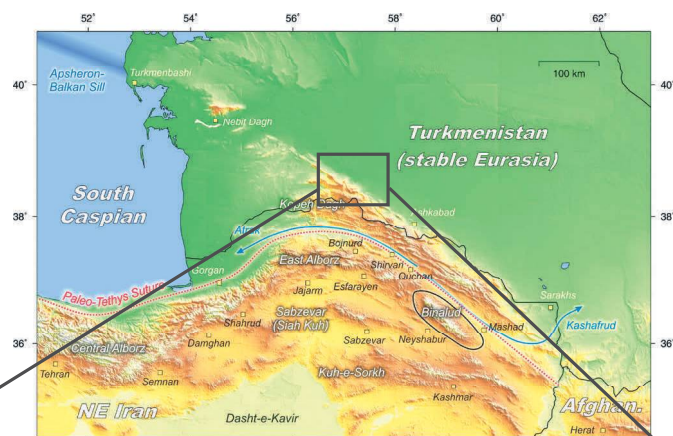 52°
54°
56°
58°
60°
62°
Apsheron-
Balkan Sill
Turkmenbashi
100 km
40°
40°
Nebit Dagh
Turkmenistan
(stable Eurasia)
South
Caspian
Kopeh Dagh
Ashkabad
38°
38°
Atrak
Bojnurd
Gorgan
East Alborz
Shirvan
Quchan
Paleo-Tethys Suture
Jajarm
Esfarayen
Sarakhs
Sabzevar
(Siah Kuh)
Binalud
Kashafrud
Shahrud
Mashad
Central Alborz
Damghan
Sabzevar
Neyshabur
36°
36°
Tehran
Semnan
Kuh-e-Sorkh
Kashmar
NE Iran
Dasht-e-Kavir
Afghan.
Herat